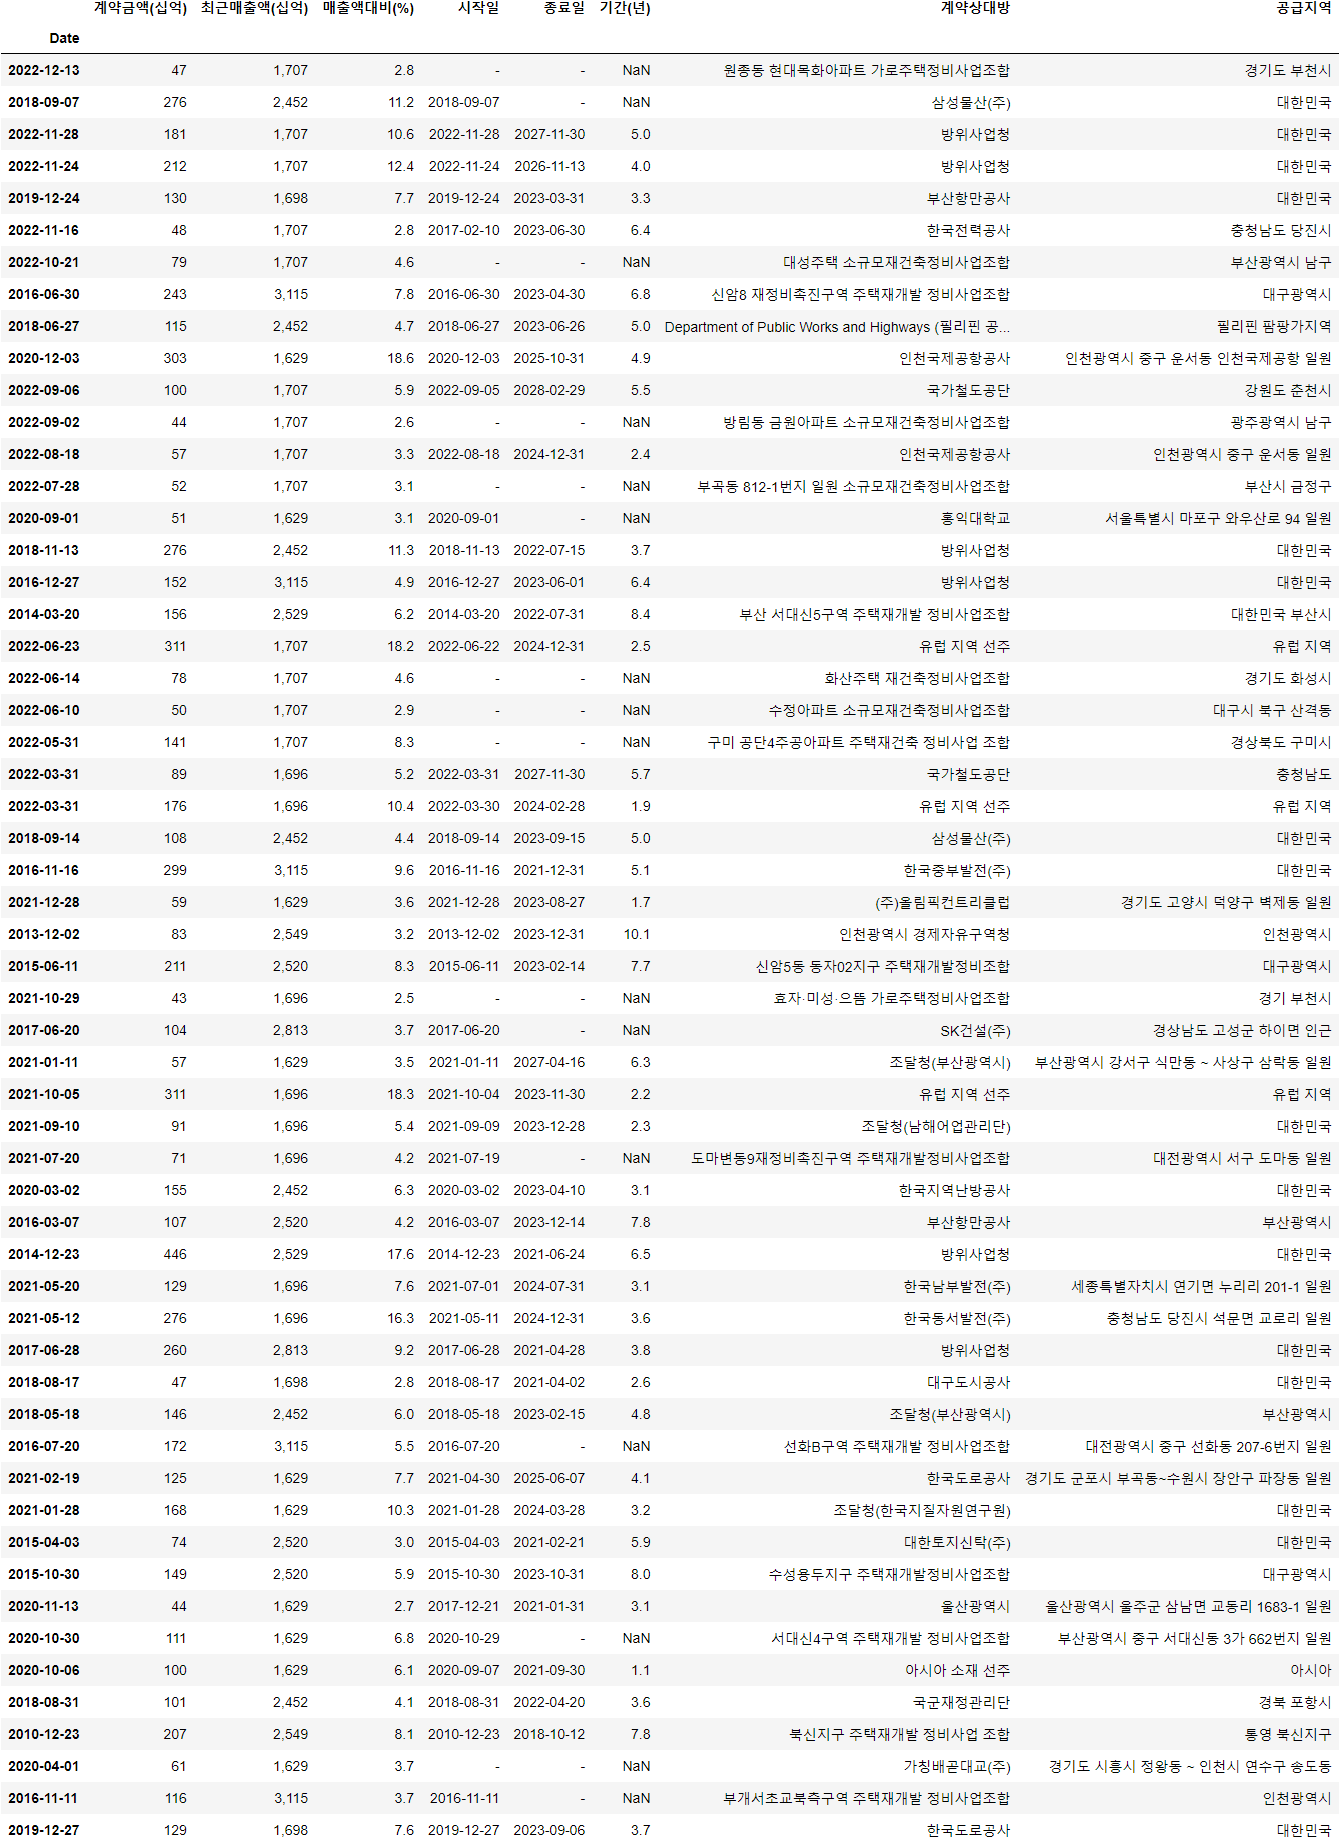 계약금액(십억) 최근매출액(십억) 매출액대비(%) 시작일 종료일 기간(년) 계약상대방 공급지역
Date
2022-12-13 47 1,707 2.8 - - NaN 원종동 현대목화아파트 가로주택정비사업조합 경기도 부천시
2018-09-07 276 2,452 11.2 2018-09-07 - NaN 삼성물산(주) 대한민국
2022-11-28 181 1,707 10.6 2022-11-28 2027-11-30 5.0 방위사업청 대한민국
2022-11-24 212 1,707 12.4 2022-11-24 2026-11-13 4.0 방위사업청 대한민국
2019-12-24 130 1,698 7.7 2019-12-24 2023-03-31 3.3 부산항만공사 대한민국
2022-11-16 48 1,707 2.8 2017-02-10 2023-06-30 6.4 한국전력공사 충청남도 당진시
2022-10-21 79 1,707 4.6 - - NaN 대성주택 소규모재건축정비사업조합 부산광역시 남구
2016-06-30 243 3,115 7.8 2016-06-30 2023-04-30 6.8 신암8 재정비촉진구역 주택재개발 정비사업조합 대구광역시
2018-06-27 115 2,452 4.7 2018-06-27 2023-06-26 5.0 Department of Public Works and Highways (필리핀 공... 필리핀 팜팡가지역
2020-12-03 303 1,629 18.6 2020-12-03 2025-10-31 4.9 인천국제공항공사 인천광역시 중구 운서동 인천국제공항 일원
2022-09-06 100 1,707 5.9 2022-09-05 2028-02-29 5.5 국가철도공단 강원도 춘천시
2022-09-02 44 1,707 2.6 - - NaN 방림동 금원아파트 소규모재건축정비사업조합 광주광역시 남구
2022-08-18 57 1,707 3.3 2022-08-18 2024-12-31 2.4 인천국제공항공사 인천광역시 중구 운서동 일원
2022-07-28 52 1,707 3.1 - - NaN 부곡동 812-1번지 일원 소규모재건축정비사업조합 부산시 금정구
2020-09-01 51 1,629 3.1 2020-09-01 - NaN 홍익대학교 서울특별시 마포구 와우산로 94 일원
2018-11-13 276 2,452 11.3 2018-11-13 2022-07-15 3.7 방위사업청 대한민국
2016-12-27 152 3,115 4.9 2016-12-27 2023-06-01 6.4 방위사업청 대한민국
2014-03-20 156 2,529 6.2 2014-03-20 2022-07-31 8.4 부산 서대신5구역 주택재개발 정비사업조합 대한민국 부산시
2022-06-23 311 1,707 18.2 2022-06-22 2024-12-31 2.5 유럽 지역 선주 유럽 지역
2022-06-14 78 1,707 4.6 - - NaN 화산주택 재건축정비사업조합 경기도 화성시
2022-06-10 50 1,707 2.9 - - NaN 수정아파트 소규모재건축정비사업조합 대구시 북구 산격동
2022-05-31 141 1,707 8.3 - - NaN 구미 공단4주공아파트 주택재건축 정비사업 조합 경상북도 구미시
2022-03-31 89 1,696 5.2 2022-03-31 2027-11-30 5.7 국가철도공단 충청남도
2022-03-31 176 1,696 10.4 2022-03-30 2024-02-28 1.9 유럽 지역 선주 유럽 지역
2018-09-14 108 2,452 4.4 2018-09-14 2023-09-15 5.0 삼성물산(주) 대한민국
2016-11-16 299 3,115 9.6 2016-11-16 2021-12-31 5.1 한국중부발전(주) 대한민국
2021-12-28 59 1,629 3.6 2021-12-28 2023-08-27 1.7 (주)올림픽컨트리클럽 경기도 고양시 덕양구 벽제동 일원
2013-12-02 83 2,549 3.2 2013-12-02 2023-12-31 10.1 인천광역시 경제자유구역청 인천광역시
2015-06-11 211 2,520 8.3 2015-06-11 2023-02-14 7.7 신암5동 동자02지구 주택재개발정비조합 대구광역시
2021-10-29 43 1,696 2.5 - - NaN 효자·미성·으뜸 가로주택정비사업조합 경기 부천시
2017-06-20 104 2,813 3.7 2017-06-20 - NaN SK건설(주) 경상남도 고성군 하이면 인근
2021-01-11 57 1,629 3.5 2021-01-11 2027-04-16 6.3 조달청(부산광역시) 부산광역시 강서구 식만동 ~ 사상구 삼락동 일원
2021-10-05 311 1,696 18.3 2021-10-04 2023-11-30 2.2 유럽 지역 선주 유럽 지역
2021-09-10 91 1,696 5.4 2021-09-09 2023-12-28 2.3 조달청(남해어업관리단) 대한민국
2021-07-20 71 1,696 4.2 2021-07-19 - NaN 도마변동9재정비촉진구역 주택재개발정비사업조합 대전광역시 서구 도마동 일원
2020-03-02 155 2,452 6.3 2020-03-02 2023-04-10 3.1 한국지역난방공사 대한민국
2016-03-07 107 2,520 4.2 2016-03-07 2023-12-14 7.8 부산항만공사 부산광역시
2014-12-23 446 2,529 17.6 2014-12-23 2021-06-24 6.5 방위사업청 대한민국
2021-05-20 129 1,696 7.6 2021-07-01 2024-07-31 3.1 한국남부발전(주) 세종특별자치시 연기면 누리리 201-1 일원
2021-05-12 276 1,696 16.3 2021-05-11 2024-12-31 3.6 한국동서발전(주) 충청남도 당진시 석문면 교로리 일원
2017-06-28 260 2,813 9.2 2017-06-28 2021-04-28 3.8 방위사업청 대한민국
2018-08-17 47 1,698 2.8 2018-08-17 2021-04-02 2.6 대구도시공사 대한민국
2018-05-18 146 2,452 6.0 2018-05-18 2023-02-15 4.8 조달청(부산광역시) 부산광역시
2016-07-20 172 3,115 5.5 2016-07-20 - NaN 선화B구역 주택재개발 정비사업조합 대전광역시 중구 선화동 207-6번지 일원
2021-02-19 125 1,629 7.7 2021-04-30 2025-06-07 4.1 한국도로공사 경기도 군포시 부곡동~수원시 장안구 파장동 일원
2021-01-28 168 1,629 10.3 2021-01-28 2024-03-28 3.2 조달청(한국지질자원연구원) 대한민국
2015-04-03 74 2,520 3.0 2015-04-03 2021-02-21 5.9 대한토지신탁(주) 대한민국
2015-10-30 149 2,520 5.9 2015-10-30 2023-10-31 8.0 수성용두지구 주택재개발정비사업조합 대구광역시
2020-11-13 44 1,629 2.7 2017-12-21 2021-01-31 3.1 울산광역시 울산광역시 울주군 삼남면 교동리 1683-1 일원
2020-10-30 111 1,629 6.8 2020-10-29 - NaN 서대신4구역 주택재개발 정비사업조합 부산광역시 중구 서대신동 3가 662번지 일원
2020-10-06 100 1,629 6.1 2020-09-07 2021-09-30 1.1 아시아 소재 선주 아시아
2018-08-31 101 2,452 4.1 2018-08-31 2022-04-20 3.6 국군재정관리단 경북 포항시
2010-12-23 207 2,549 8.1 2010-12-23 2018-10-12 7.8 북신지구 주택재개발 정비사업 조합 통영 북신지구
2020-04-01 61 1,629 3.7 - - NaN 가칭배곧대교(주) 경기도 시흥시 정왕동 ~ 인천시 연수구 송도동
2016-11-11 116 3,115 3.7 2016-11-11 - NaN 부개서초교북측구역 주택재개발 정비사업조합 인천광역시
2019-12-27 129 1,698 7.6 2019-12-27 2023-09-06 3.7 한국도로공사 대한민국